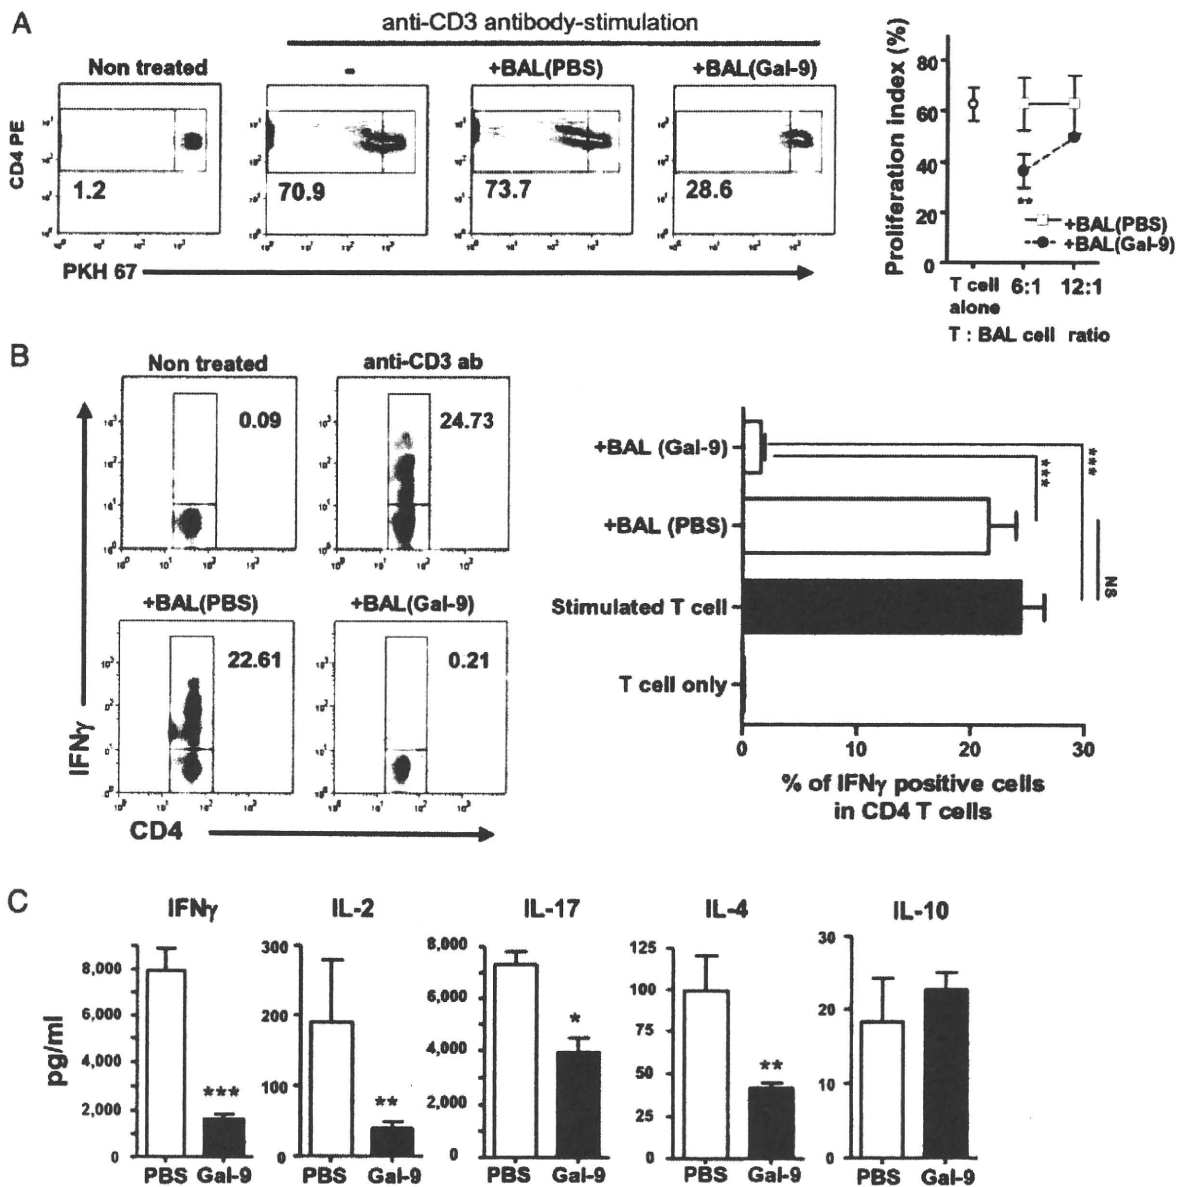 A
anti-CD3 antibody-stimulation
Non treated
-
+BAL(PBS)
+BAL(Gal-9)
CD4 PE
1.2
70.9
73.7
28.6
PKH 67
Proliferation index (%)
80
60
40
20
0
**
+BAL(PBS)
+BAL(Gal-9)
T cell alone
6:1
12:1
T : BAL cell ratio
B
Non treated
anti-CD3 ab
0.09
24.73
+BAL(PBS)
+BAL(Gal-9)
22.61
0.21
IFNγ
CD4
+BAL (Gal-9)
+BAL (PBS)
Stimulated T cell
T cell only
***
***
NS
0 10 20 30
% of IFNγ positive cells
in CD4 T cells
C
pg/ml
IFNγ
8,000
6,000
4,000
2,000
0
***
PBS Gal-9
IL-2
300
200
100
0
**
PBS Gal-9
IL-17
8,000
6,000
4,000
2,000
0
*
PBS Gal-9
IL-4
125
100
75
50
25
0
**
PBS Gal-9
IL-10
30
20
10
0
PBS Gal-9